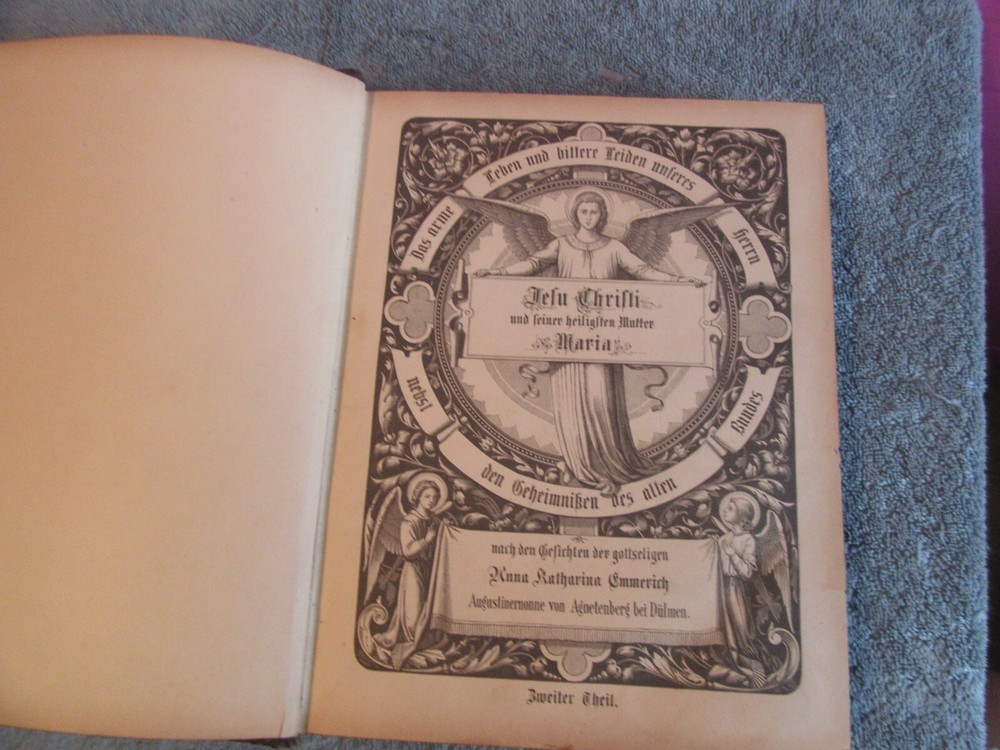 Das arme Leben und bittere Leiden unseres Herrn
Jesu Christi
und seiner heiligsten Mutter
Maria
nebst den Geheimnißen des alten Bundes
nach den Gesichten der gottseligen
Anna Katharina Emmerich
Augustinernonne von Agnetenberg bei Dülmen.
Zweiter Theil.